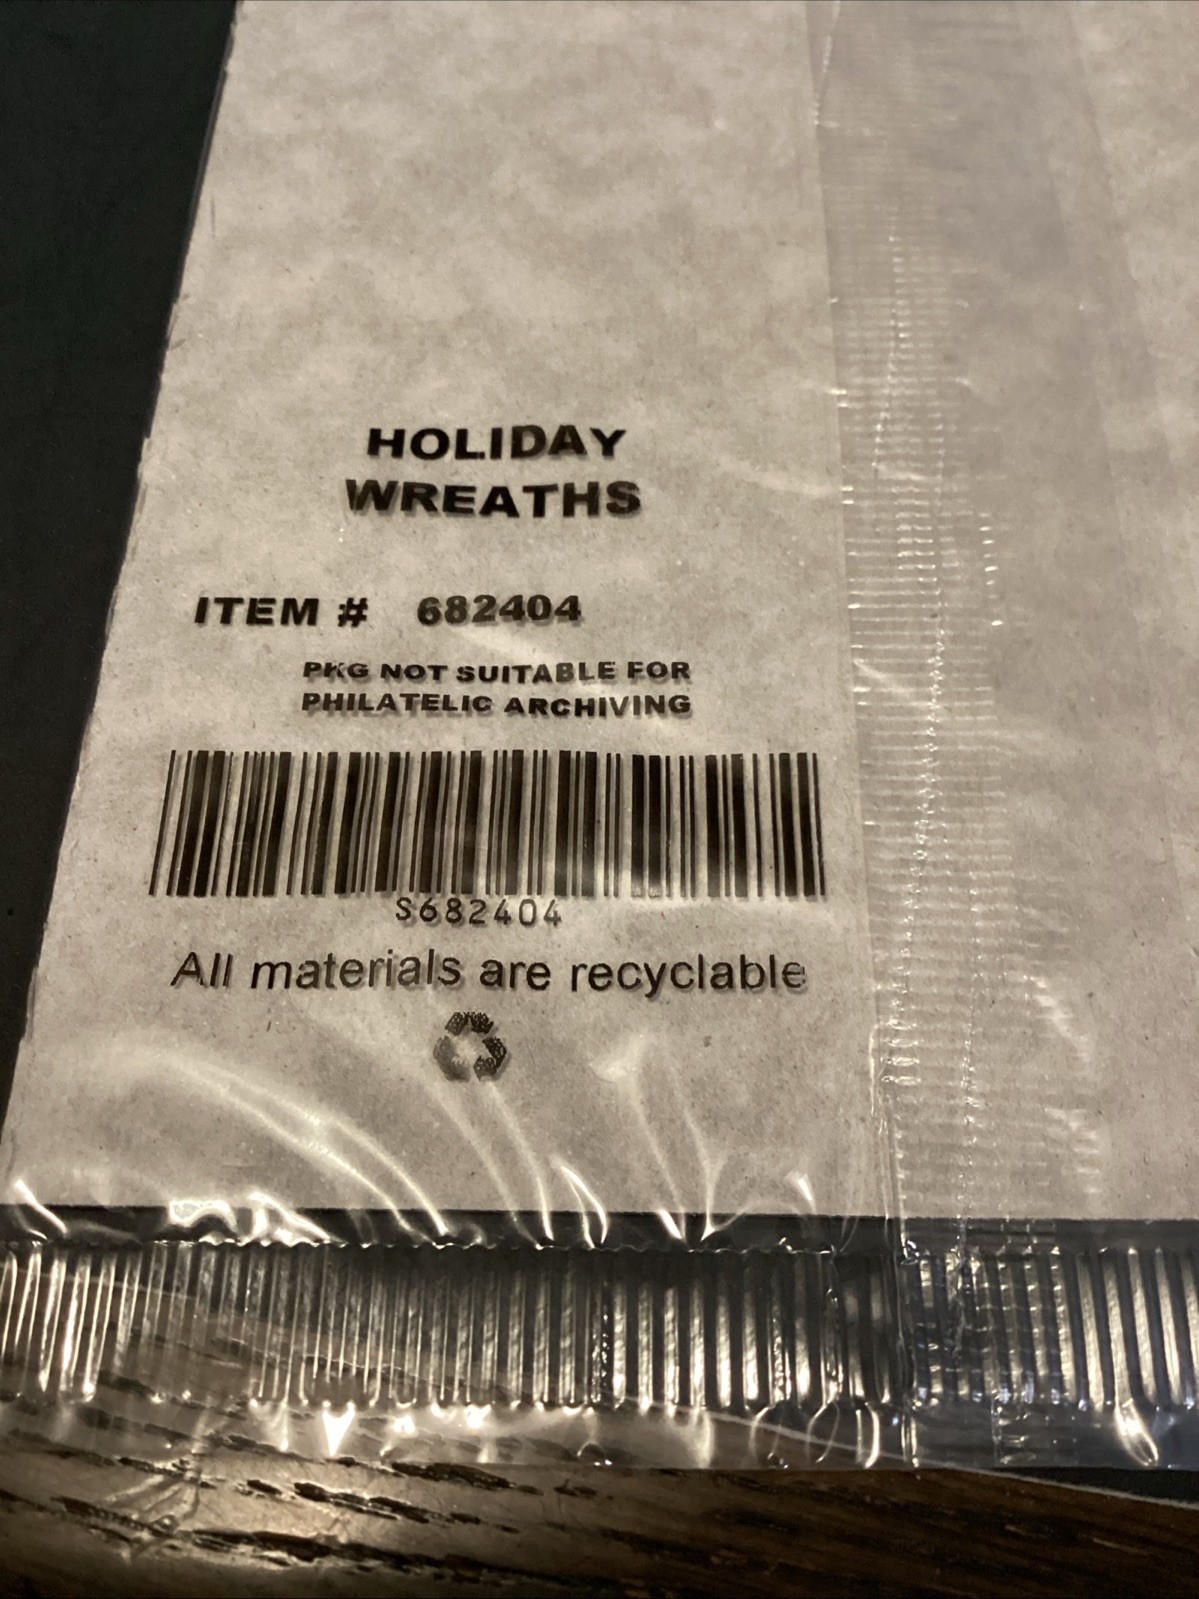 HOLIDAY
WREATHS
ITEM # 682404
PKG NOT SUITABLE FOR
PHILATELIC ARCHIVING
S682404
All materials are recyclable